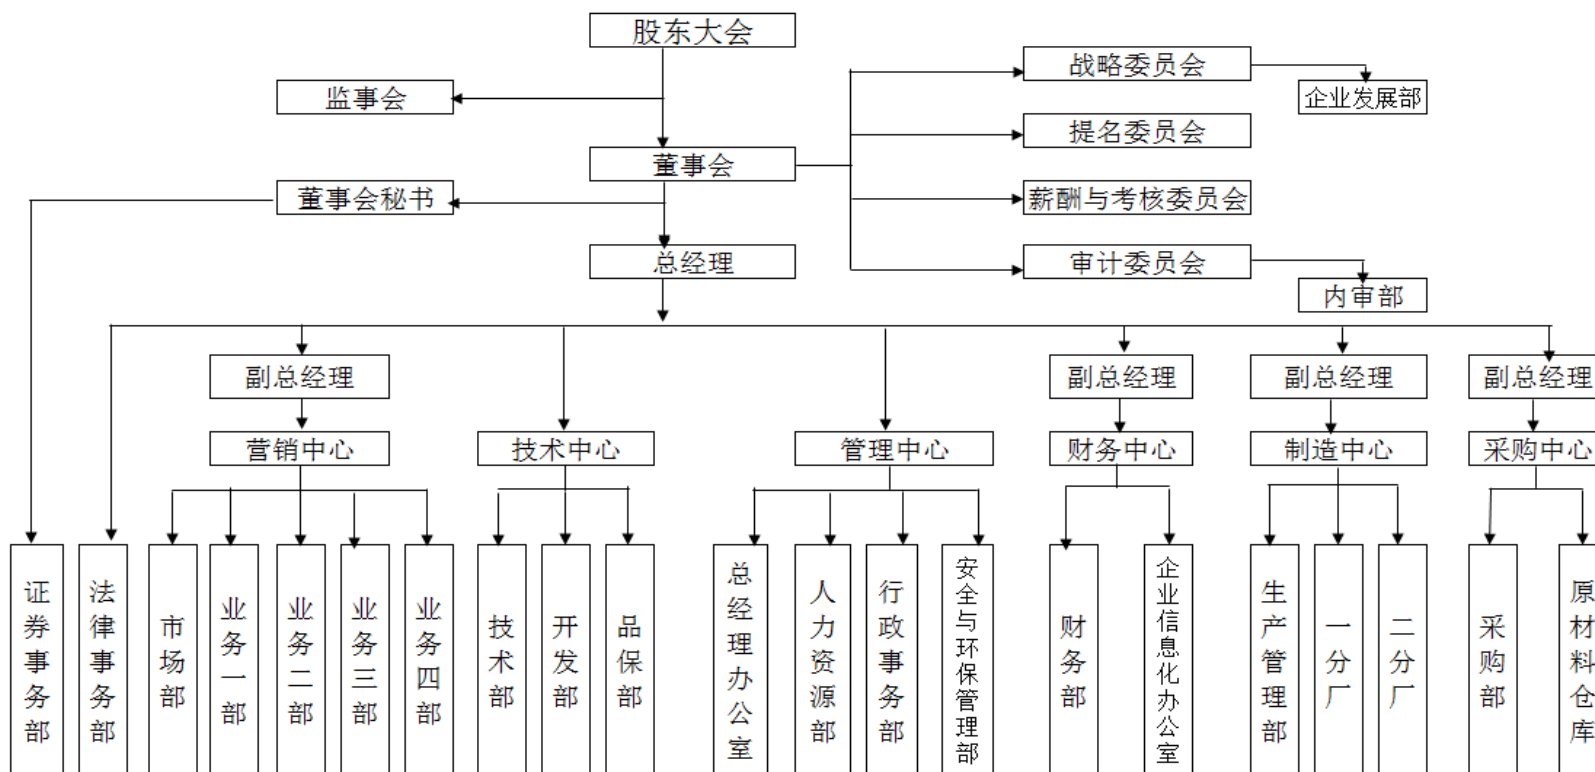 股东大会
战略委员会
监事会
企业发展部
提名委员会
董事会
董事会秘书
薪酬与考核委员会
总经理
审计委员会
内审部
副总经理
副总经理
副总经理
副总经理
营销中心
技术中心
管理中心
财务中心
制造中心
采购中心
证券事务部
法律事务部
市场部
业务一部
业务二部
业务三部
业务四部
技术部
开发部
品保部
总经理办公室
人力资源部
行政事务部
安全与环保管理部
财务部
企业信息化办公室
生产管理部
一分厂
二分厂
采购部
原材料仓库